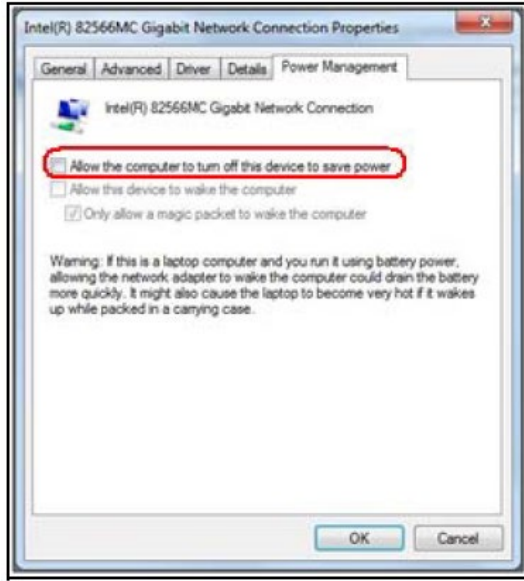 Intel(R) 82566MC Gigabit Network Connection Properties
General
Advanced
Driver
Details
Power Management
Intel(R) 82566MC Gigabit Network Connection
Allow the computer to turn off this device to save power
Allow this device to wake the computer
Only allow a magic packet to wake the computer
Warning: If this is a laptop computer and you run it using battery power,
allowing the network adapter to wake the computer could drain the battery
more quickly. It might also cause the laptop to become very hot if it wakes
up while packed in a carrying case.
OK
Cancel